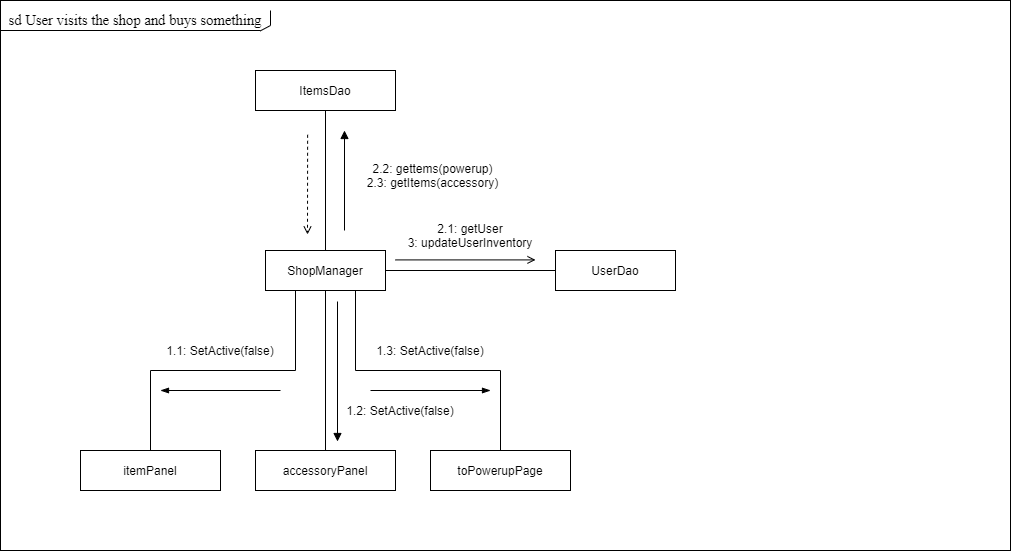 sd User visits the shop and buys something
ItemsDao
2.2: gettems(powerup)
2.3: getItems(accessory)
2.1: getUser
3: updateUserInventory
ShopManager
UserDao
1.1: SetActive(false)
1.3: SetActive(false)
1.2: SetActive(false)
itemPanel
accessoryPanel
toPowerupPage